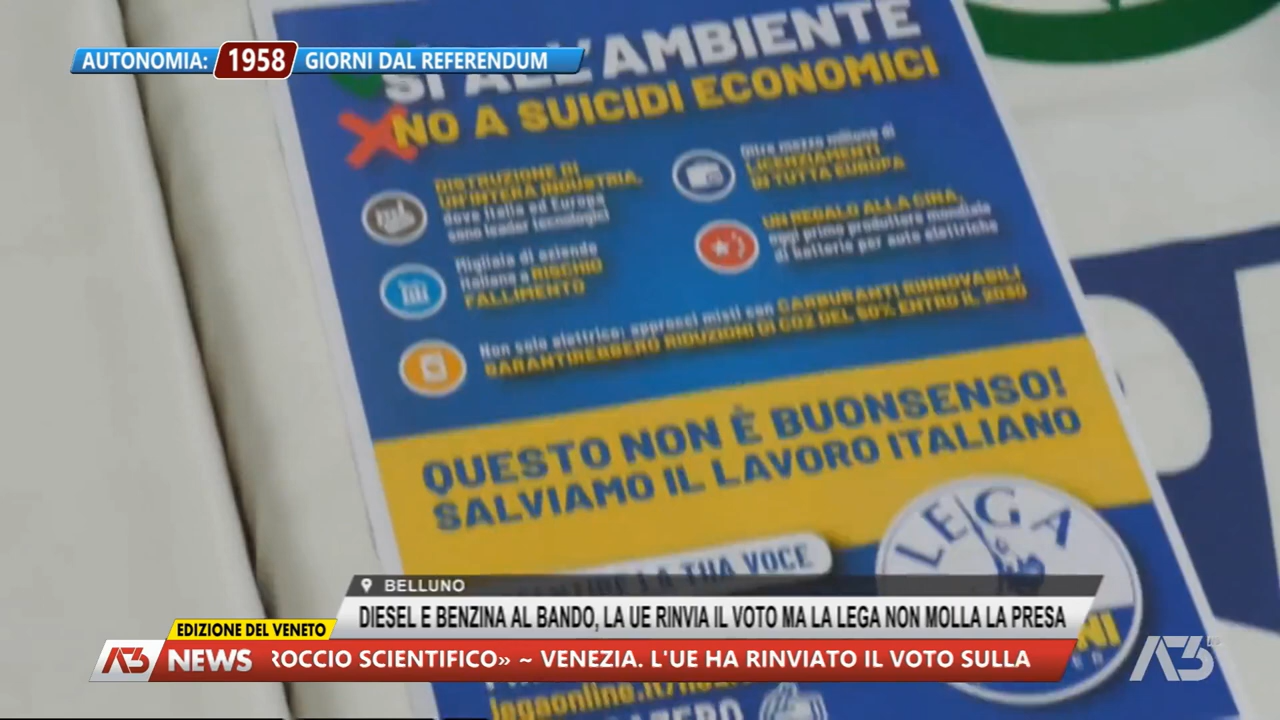 AUTONOMIA: 1958 GIORNI DAL REFERENDUM
SÌ ALL'AMBIENTE
NO A SUICIDI ECONOMICI
DISTRUZIONE DI
UN'INTERA INDUSTRIA,
dove Italia ed Europa
sono leader tecnologici
Oltre mezzo milione di
LICENZIAMENTI
IN TUTTA EUROPA
Migliaia di aziende
italiane a RISCHIO
FALLIMENTO
UN REGALO ALLA CINA,
oggi primo produttore mondiale
di batterie per auto elettriche
Non solo elettrico: approcci misti con CARBURANTI RINNOVABILI
GARANTIREBBERO RIDUZIONI DI CO2 DEL 50% ENTRO IL 2030
QUESTO NON È BUONSENSO!
SALVIAMO IL LAVORO ITALIANO
LA TUA VOCE
LEGA
BELLUNO
DIESEL E BENZINA AL BANDO, LA UE RINVIA IL VOTO MA LA LEGA NON MOLLA LA PRESA
EDIZIONE DEL VENETO
A3 NEWS ROCCIO SCIENTIFICO» ~ VENEZIA. L'UE HA RINVIATO IL VOTO SULLA
A3
legaonline.it